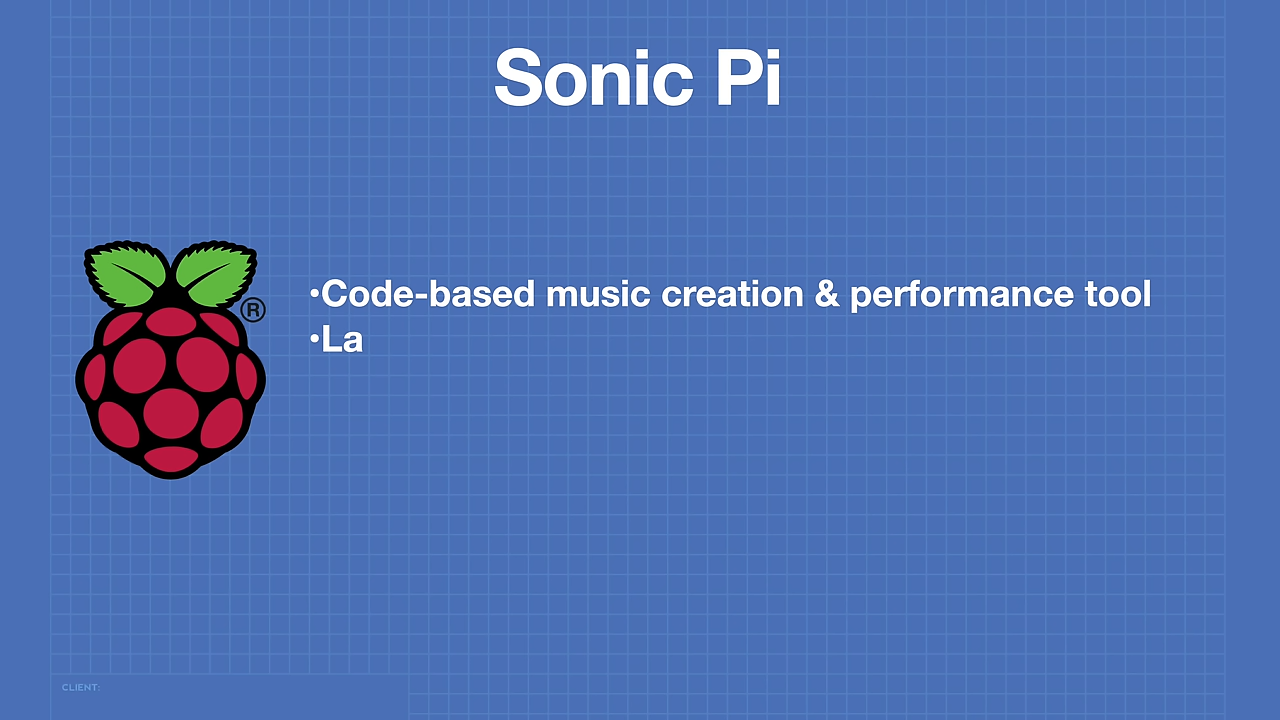 Sonic Pi
®
•Code-based music creation & performance tool
•La
CLIENT: